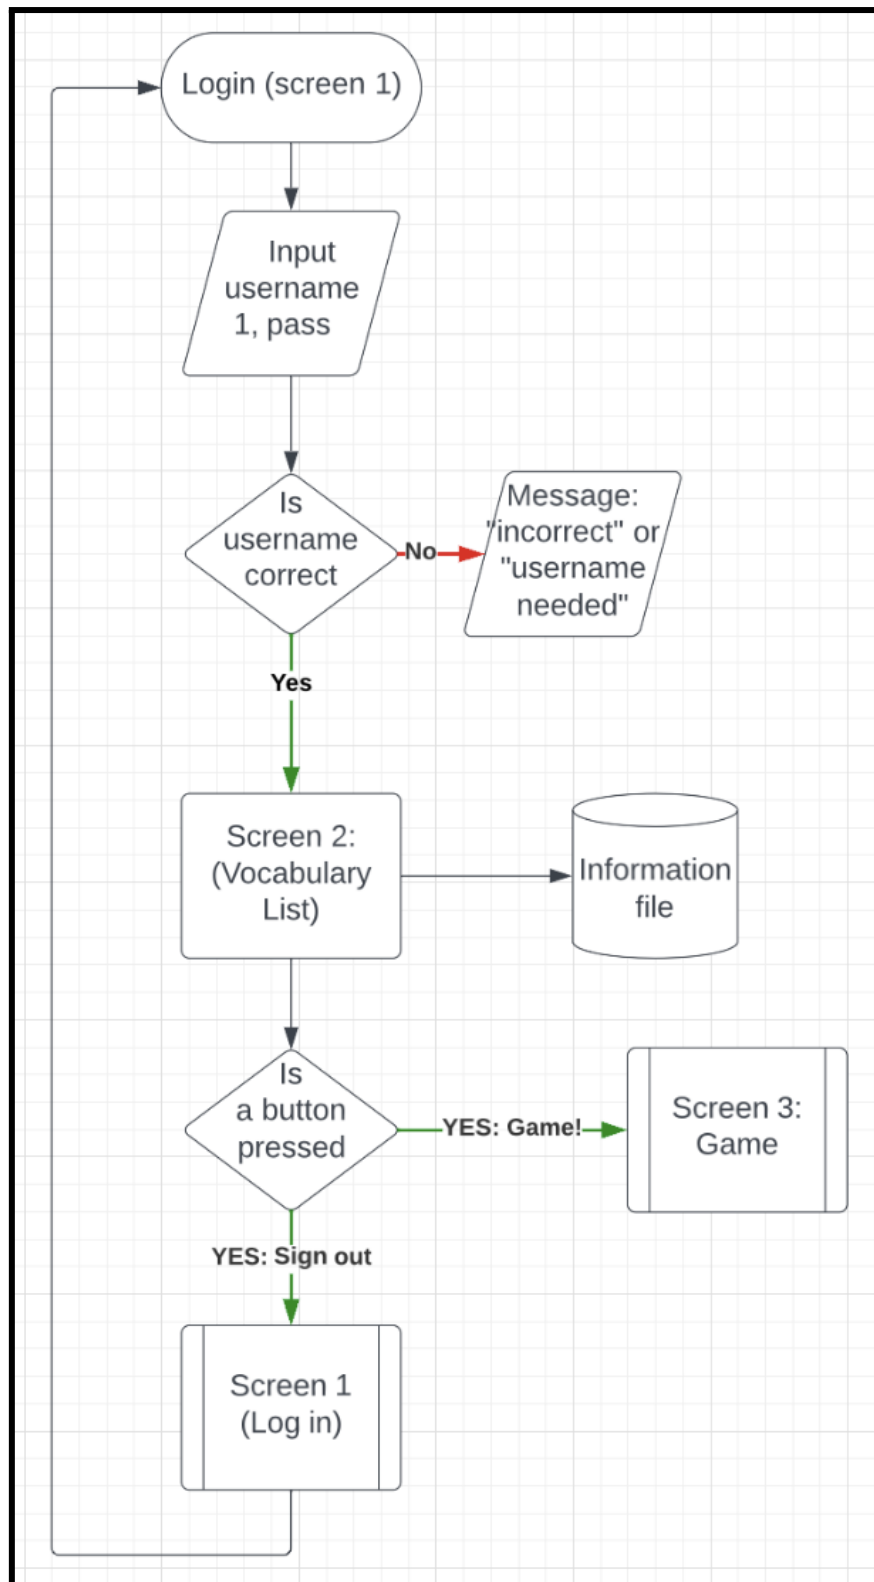 Login (screen 1)
Input
username
1, pass
Is
username
correct
No
Message:
"incorrect" or
"username
needed"
Yes
Screen 2:
(Vocabulary
List)
Information
file
Is
a button
pressed
YES: Game!
Screen 3:
Game
YES: Sign out
Screen 1
(Log in)